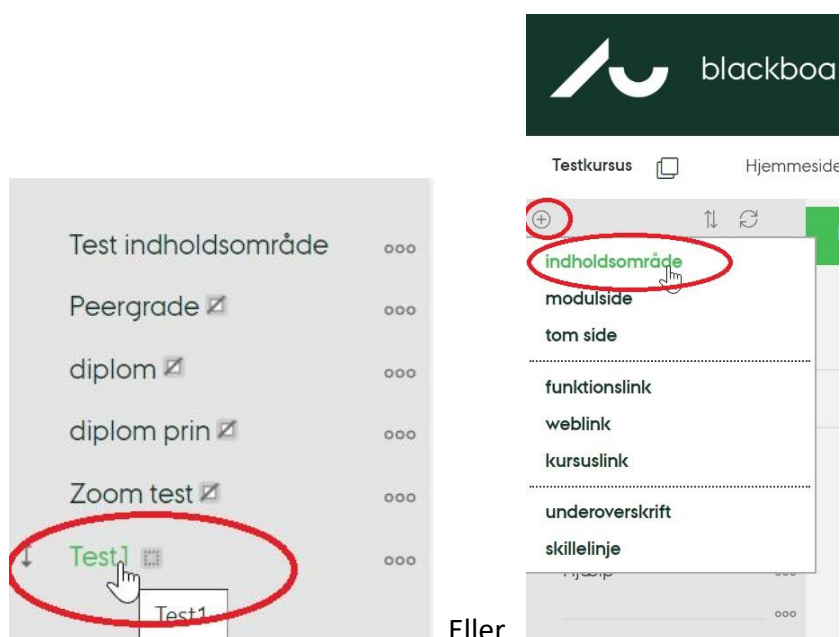 Test indholdsområde
Peergrade
diplom
diplom prin
Zoom test
Test1
Test1
Eller
blackboa
Testkursus Hjemmeside
indholdsområde
modulside
tom side
funktionslink
weblink
kursuslink
underoverskrift
skillelinje